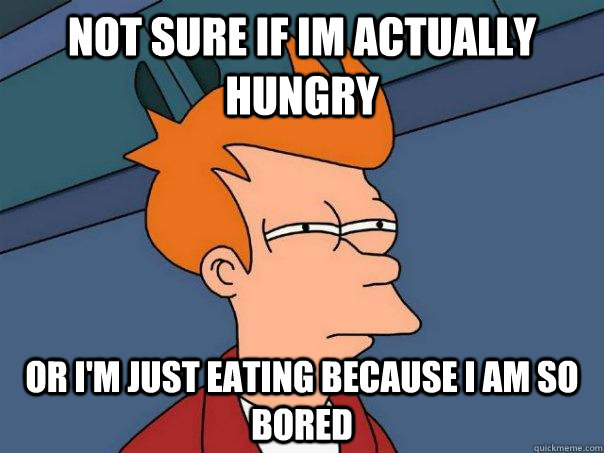 NOT SURE IF IM ACTUALLY
HUNGRY
OR I'M JUST EATING BECAUSE I AM SO
BORED
quickmeme.com